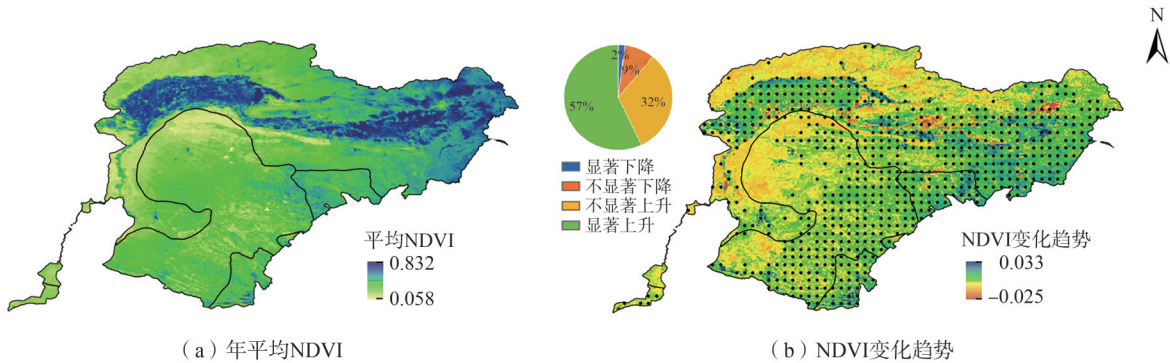 N
2%
9%
32%
57%
显著下降
不显著下降
不显著上升
显著上升
平均NDVI
0.832
0.058
NDVI变化趋势
0.033
−0.025
（a）年平均NDVI
（b）NDVI变化趋势